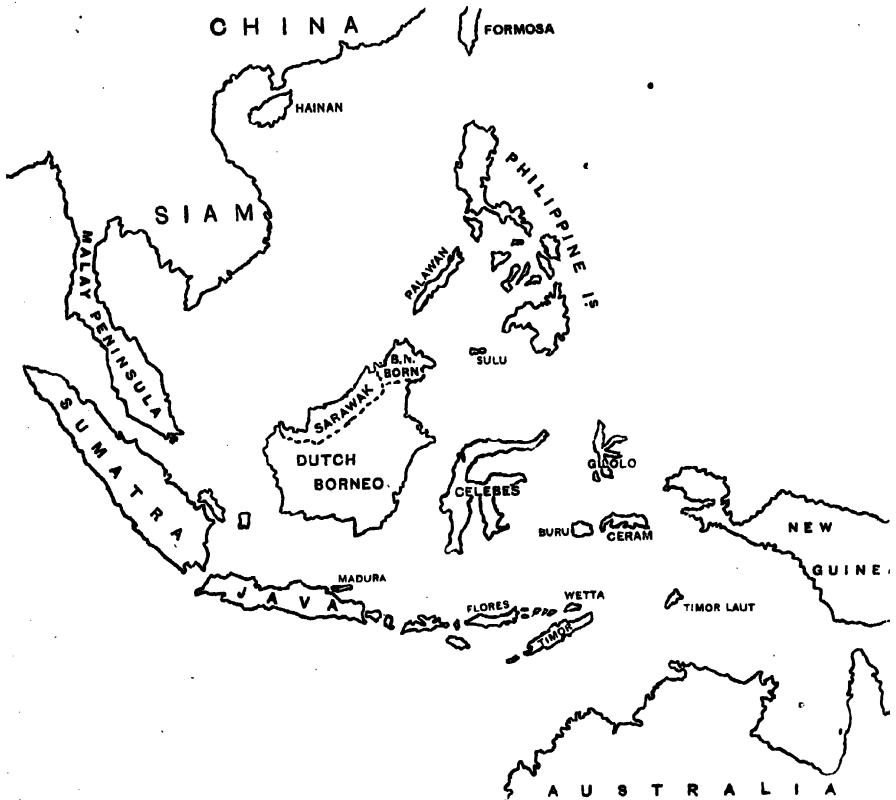 CHINA
FORMOSA
HAINAN
PHILIPPINE Is.
SIAM
MALAY PENINSULA
PALAWAN
SULU
B.N.
BORN
SARAWAK
SUMATRA
DUTCH
BORNEO
CELEBES
GILOLO
BURU
CERAM
NEW
GUINE
MADURA
JAVA
FLORES
WETTA
TIMOR LAUT
TIMOR
AUSTRALIA